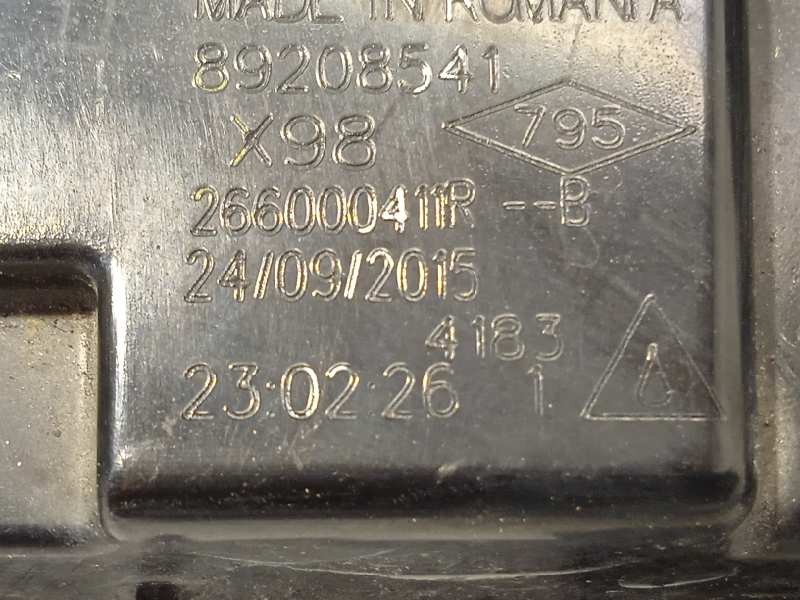 MADE IN ROMANIA
89208541
X98 795
266000411R --B
24/09/2015
4183
23:02:26 1